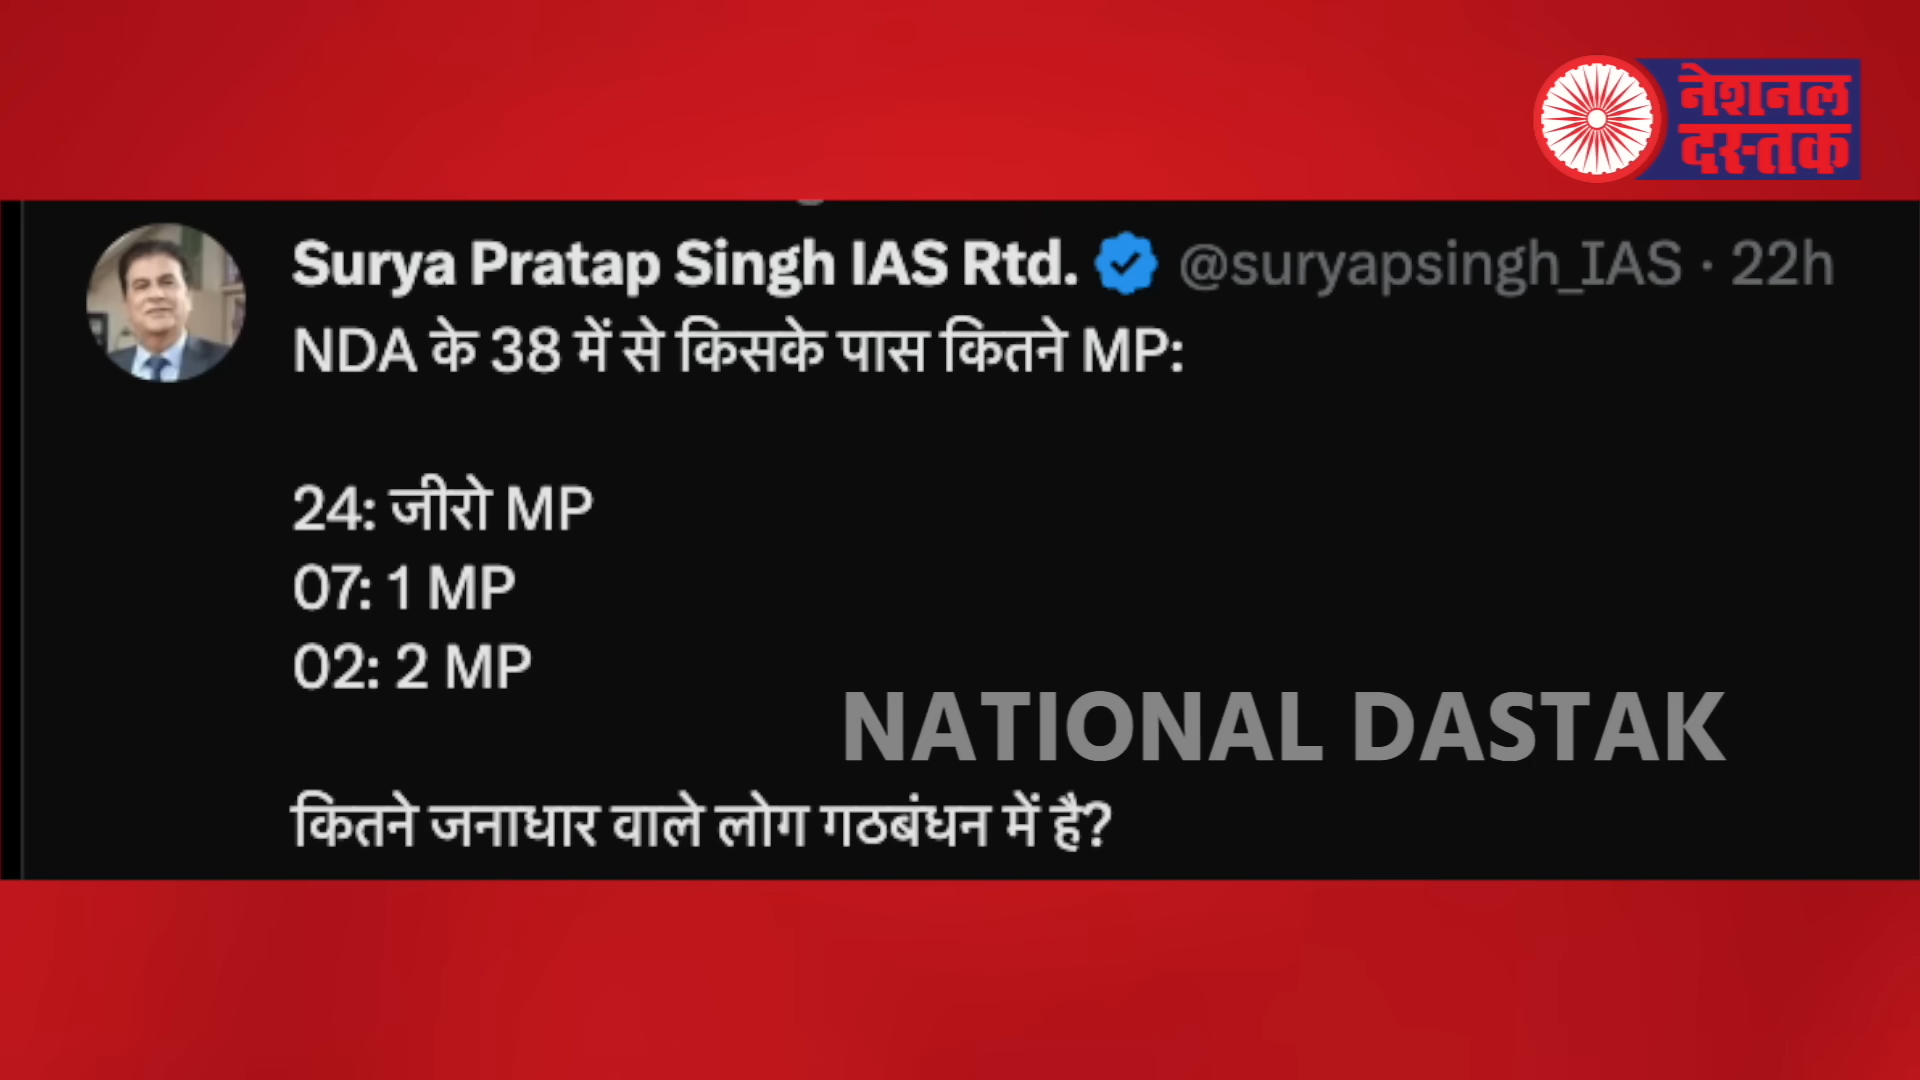 नेशनल
दस्तक
Surya Pratap Singh IAS Rtd. @suryapsingh_IAS · 22h
NDA के 38 में से किसके पास कितने MP:
24: जीरो MP
07: 1 MP
02: 2 MP
NATIONAL DASTAK
कितने जनाधार वाले लोग गठबंधन में है?